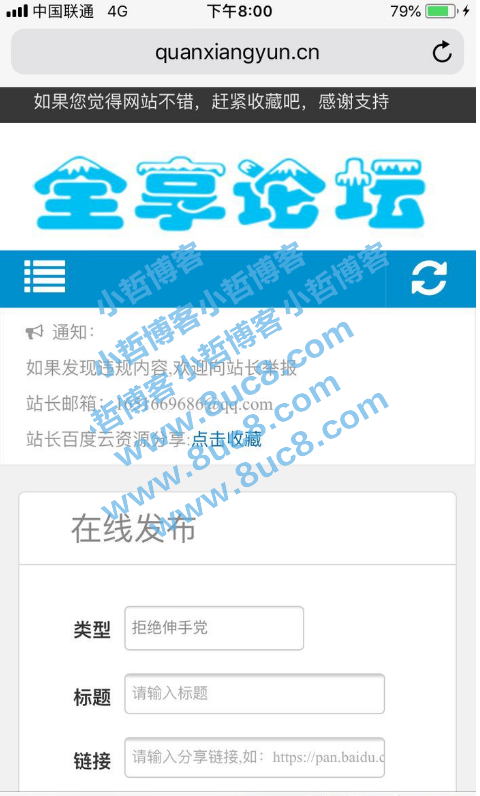 中国联通 4G 下午8:00 79%
quanxiangyun.cn
如果您觉得网站不错，赶紧收藏吧，感谢支持
全享论坛
通知：
如果发现违规内容,欢迎向站长举报
站长邮箱：1631669686@qq.com
站长百度云资源分享:点击收藏
小哲博客小哲博客
小哲博客小哲博客
小哲博客www.8uc8.com
www.8uc8.com
www.8uc8.com
在线发布
类型 拒绝伸手党
标题 请输入标题
链接 请输入分享链接,如：https://pan.baidu.c